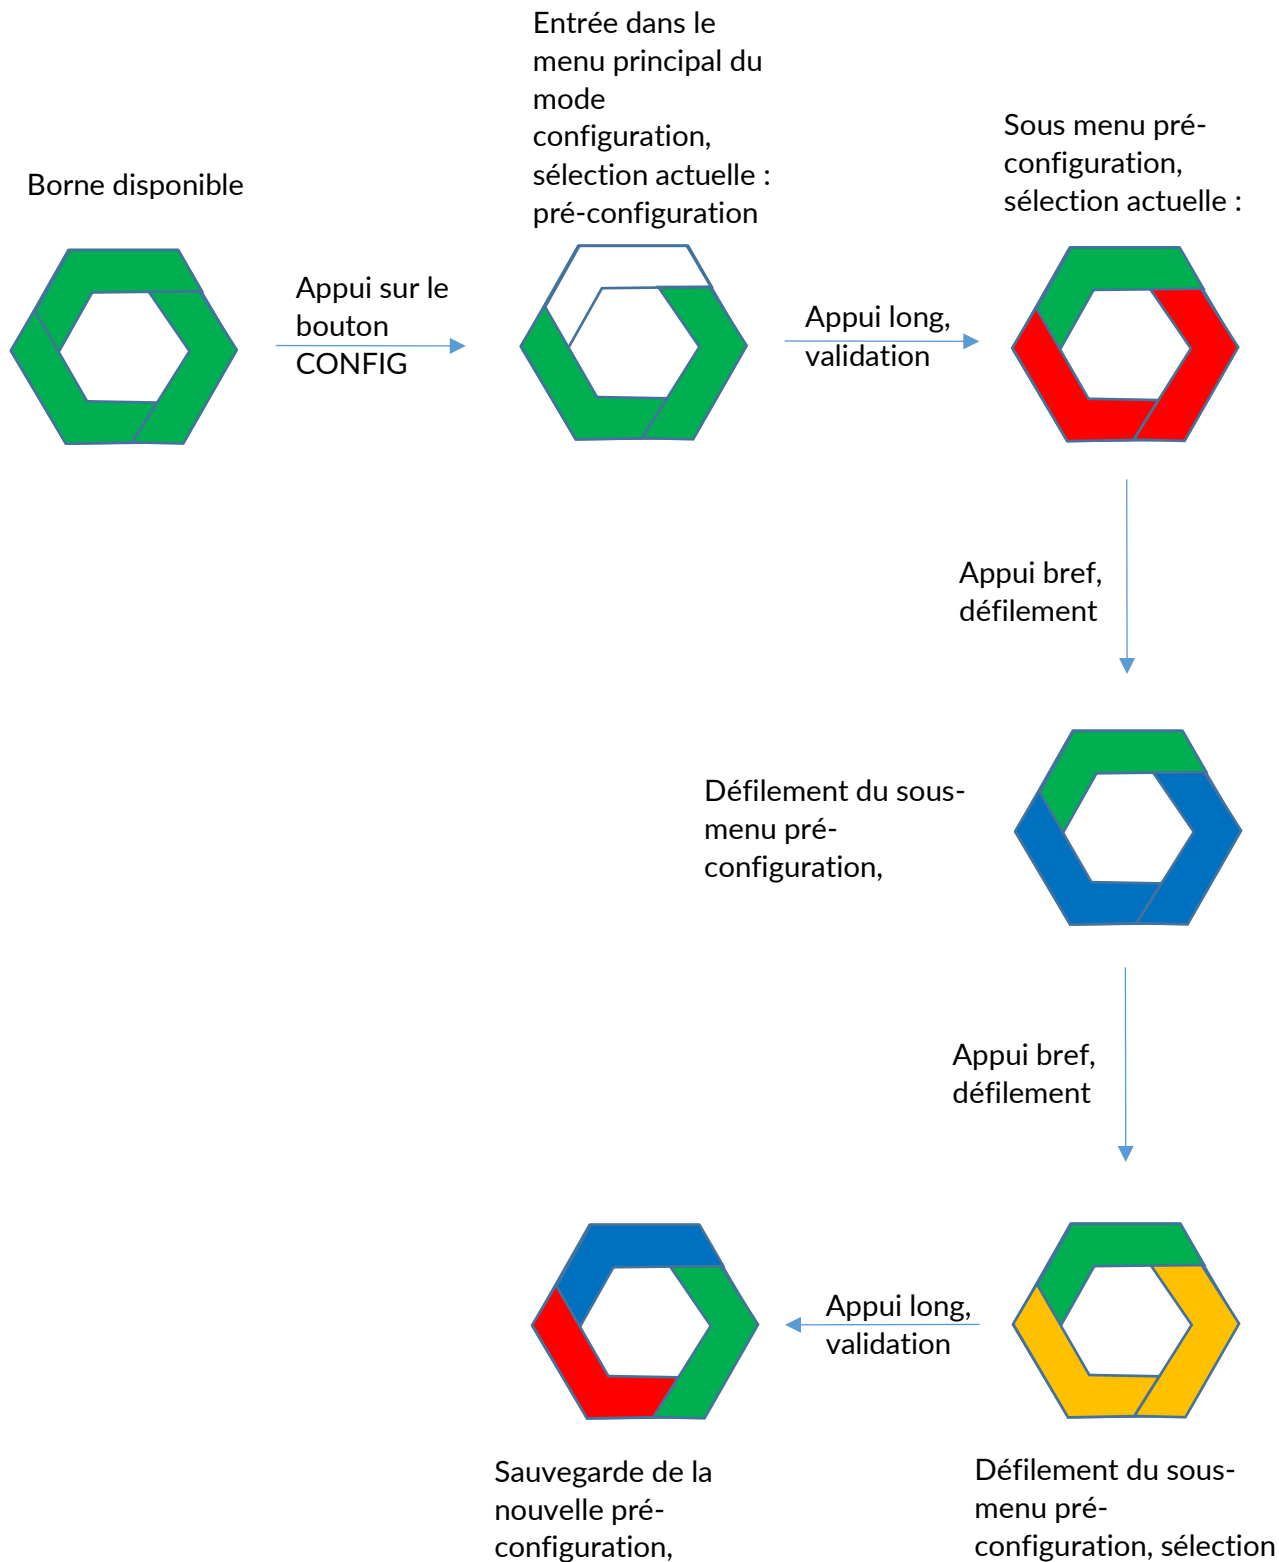 Borne disponible
Appui sur le
bouton
CONFIG
Entrée dans le
menu principal du
mode
configuration,
sélection actuelle :
pré-configuration
Appui long,
validation
Sous menu pré-
configuration,
sélection actuelle :
Appui bref,
défilement
Défilement du sous-
menu pré-
configuration,
Appui bref,
défilement
Défilement du sous-
menu pré-
configuration, sélection
Appui long,
validation
Sauvegarde de la
nouvelle pré-
configuration,